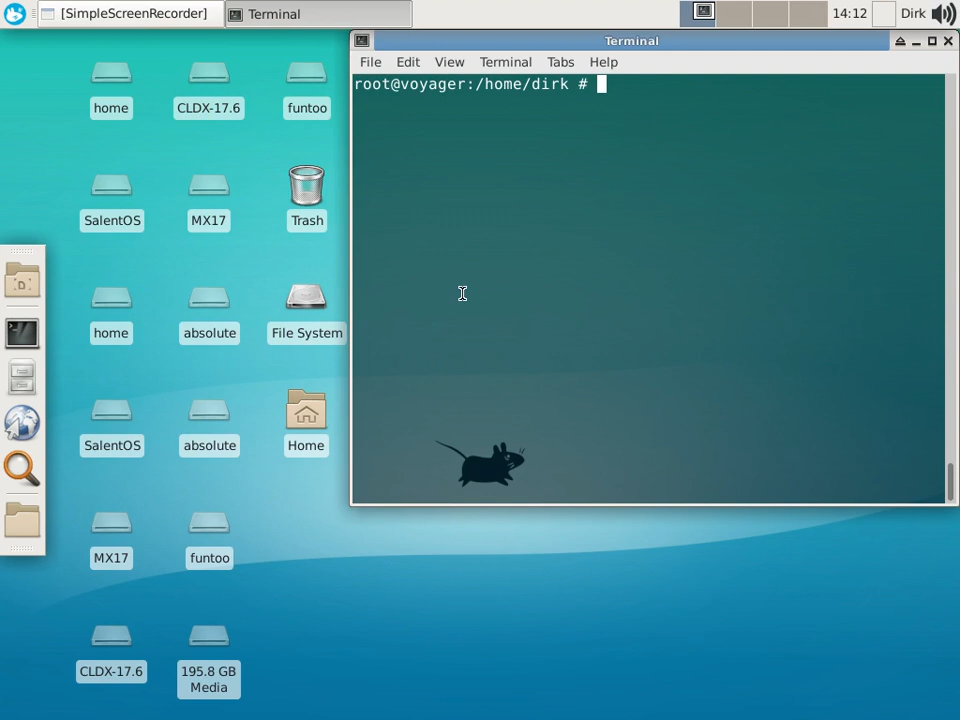 [SimpleScreenRecorder]
Terminal
14:12
Dirk
Terminal
File Edit View Terminal Tabs Help
root@voyager:/home/dirk #
home
CLDX-17.6
funtoo
SalentOS
MX17
Trash
home
absolute
File System
SalentOS
absolute
Home
MX17
funtoo
CLDX-17.6
195.8 GB
Media